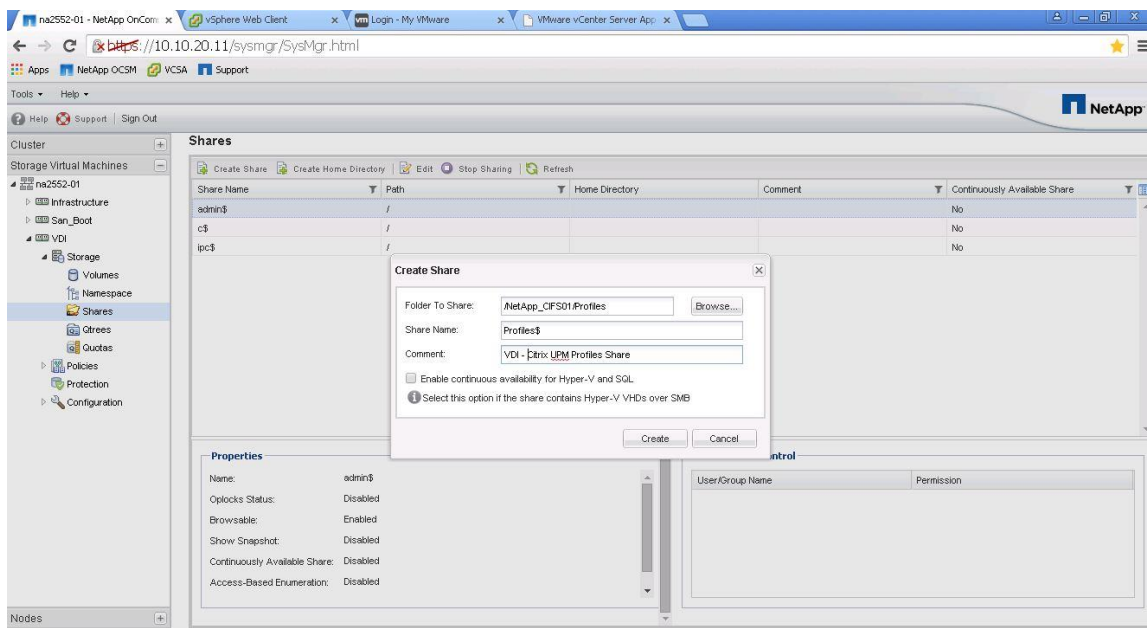 na2552-01 - NetApp OnCom
vSphere Web Client
vm Login - My VMware
VMware vCenter Server App
https://10.10.20.11/sysmgr/SysMgr.html
Apps NetApp OCSM VCSA Support
Tools Help
NetApp
Help Support Sign Out
Cluster
Storage Virtual Machines
na2552-01
Infrastructure
San_Boot
VDI
Storage
Volumes
Namespace
Shares
Qtrees
Quotas
Policies
Protection
Configuration
Nodes
Shares
Create Share Create Home Directory Edit Stop Sharing Refresh
Share Name Path Home Directory Comment Continuously Available Share
admin$ / No
c$ / No
ipc$ / No
Create Share
Folder To Share: /NetApp_CIFS01/Profiles Browse...
Share Name: Profiles$
Comment: VDI - Citrix UPM Profiles Share
Enable continuous availability for Hyper-V and SQL
Select this option if the share contains Hyper-V VHDs over SMB
Create Cancel
Properties
Name: admin$
Oplocks Status: Disabled
Browsable: Enabled
Show Snapshot: Disabled
Continuously Available Share: Disabled
Access-Based Enumeration: Disabled
ntrol
User/Group Name Permission